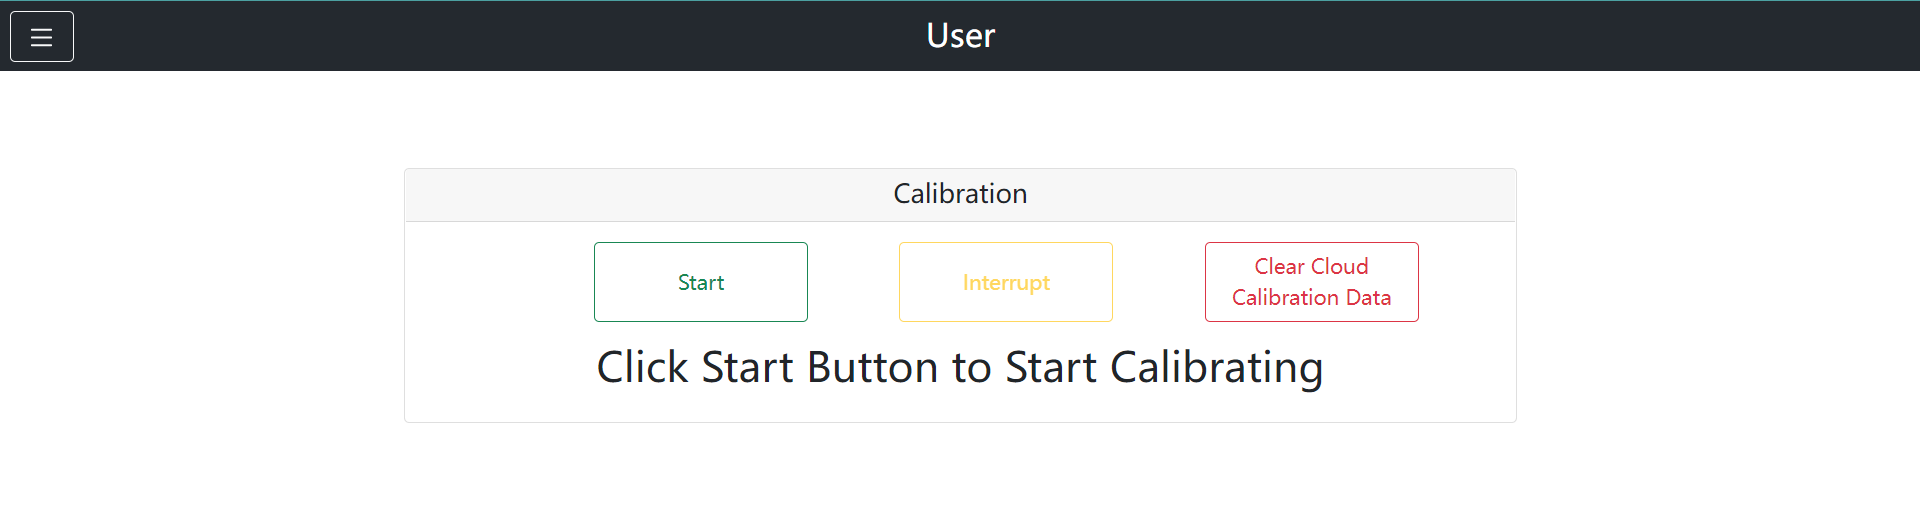 User
Calibration
Start
Interrupt
Clear Cloud
Calibration Data
Click Start Button to Start Calibrating